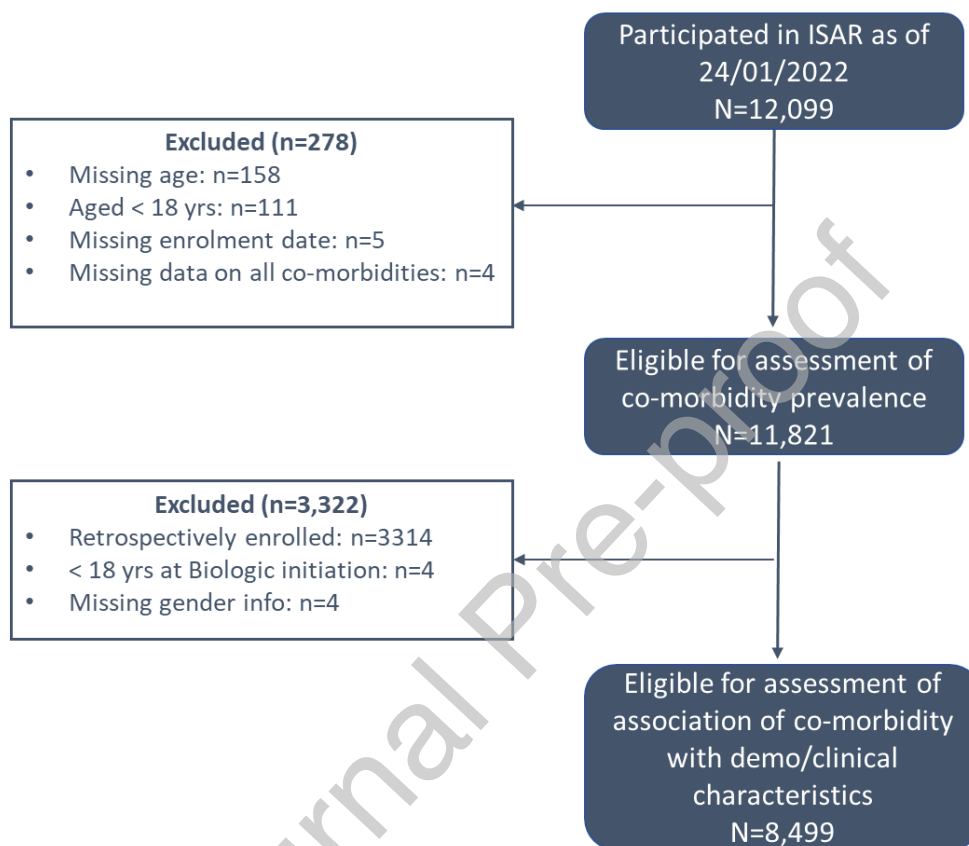 Participated in ISAR as of
24/01/2022
N=12,099
Excluded (n=278)
• Missing age: n=158
• Aged < 18 yrs: n=111
• Missing enrolment date: n=5
• Missing data on all co-morbidities: n=4
Eligible for assessment of
co-morbidity prevalence
N=11,821
Excluded (n=3,322)
• Retrospectively enrolled: n=3314
• < 18 yrs at Biologic initiation: n=4
• Missing gender info: n=4
Eligible for assessment of
association of co-morbidity
with demo/clinical
characteristics
N=8,499
urnal Pre-proof